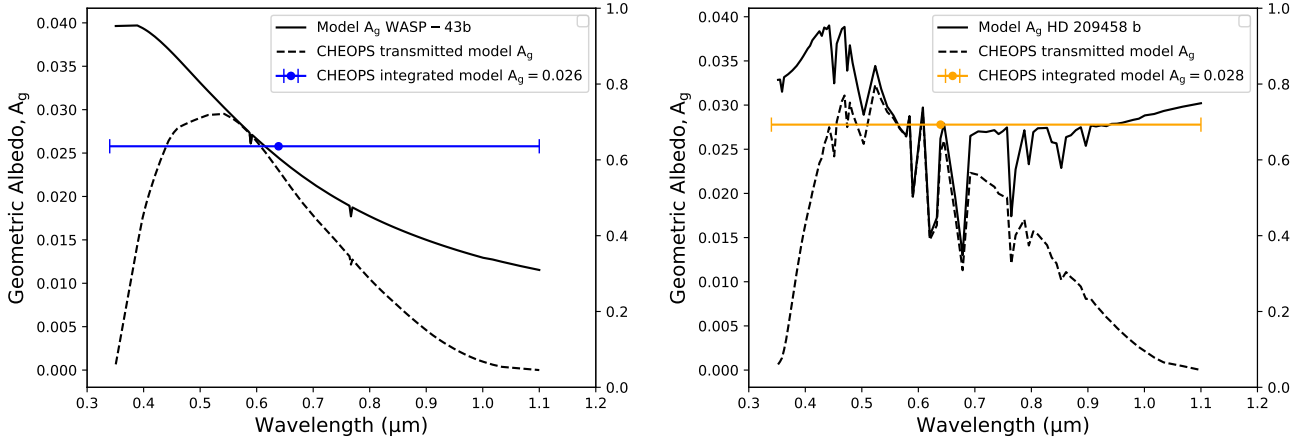 Model Ag WASP − 43b
CHEOPS transmitted model Ag
CHEOPS integrated model Ag = 0.026
Geometric Albedo, Ag
0.040
0.035
0.030
0.025
0.020
0.015
0.010
0.005
0.000
1.0
0.8
0.6
0.4
0.2
0.0
0.3 0.4 0.5 0.6 0.7 0.8 0.9 1.0 1.1 1.2
Wavelength (μm)
Model Ag HD 209458 b
CHEOPS transmitted model Ag
CHEOPS integrated model Ag = 0.028
Geometric Albedo, Ag
0.040
0.035
0.030
0.025
0.020
0.015
0.010
0.005
0.000
1.0
0.8
0.6
0.4
0.2
0.0
0.3 0.4 0.5 0.6 0.7 0.8 0.9 1.0 1.1 1.2
Wavelength (μm)